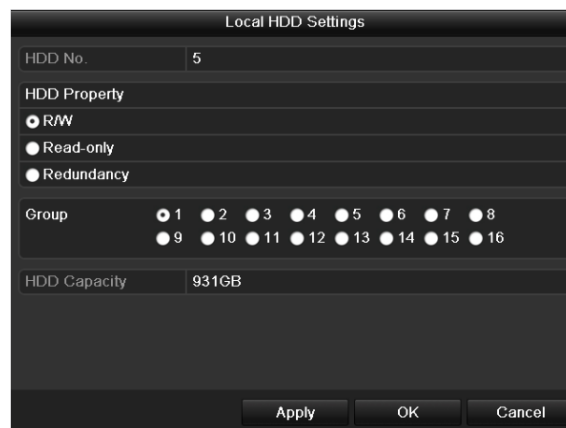 Local HDD Settings
HDD No. 5
HDD Property
R/W
Read-only
Redundancy
Group 1 2 3 4 5 6 7 8
9 10 11 12 13 14 15 16
HDD Capacity 931GB
Apply OK Cancel